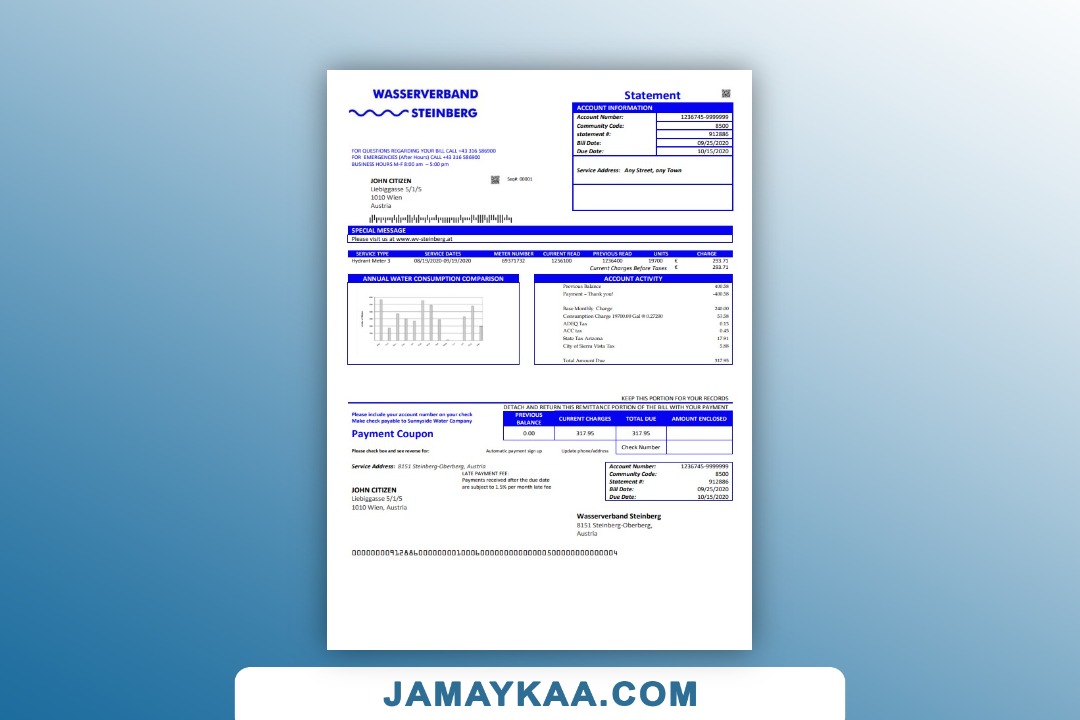 WASSERVERBAND
STEINBERG
Statement
ACCOUNT INFORMATION
Account Number: 1236745-9999999
Community Code: 8500
statement #: 912886
Bill Date: 09/25/2020
Due Date: 10/15/2020
Service Address: Any Street, any Town
FOR QUESTIONS REGARDING YOUR BILL CALL +43 316 586900
FOR EMERGENCIES (After Hours) CALL +43 316 586900
BUSINESS HOURS M-F 8:00 am – 5:00 pm
JOHN CITIZEN
Liebiggasse 5/1/5
1010 Wien
Austria
Seq#: 00001
SPECIAL MESSAGE
Please visit us at www.wv-steinberg.at
SERVICE TYPE SERVICE DATES METER NUMBER CURRENT READ PREVIOUS READ UNITS CHARGE
Hydrant Meter 3 08/19/2020-09/19/2020 69371732 1256100 1236400 19700 € 293.71
Current Charges Before Taxes € 293.71
ANNUAL WATER CONSUMPTION COMPARISON
ACCOUNT ACTIVITY
Previous Balance 400.58
Payment – Thank you! -400.58
Base Monthly Charge 240.00
Consumption Charge 19700.00 Gal @ 0.27200 53.58
ADEQ Tax 0.13
ACC tax 0.45
State Tax Arizona 17.91
City of Sierra Vista Tax 5.88
Total Amount Due 317.95
KEEP THIS PORTION FOR YOUR RECORDS
DETACH AND RETURN THIS REMITTANCE PORTION OF THE BILL WITH YOUR PAYMENT
Please include your account number on your check
Make check payable to Sunnyside Water Company
Payment Coupon
PREVIOUS BALANCE CURRENT CHARGES TOTAL DUE AMOUNT ENCLOSED
0.00 317.95 317.95
Check Number
Please check box and see reverse for: Automatic payment sign up Update phone/address
Service Address: 8151 Steinberg-Oberberg, Austria
LATE PAYMENT FEE:
Payments received after the due date
are subject to 1.5% per month late fee
JOHN CITIZEN
Liebiggasse 5/1/5
1010 Wien, Austria
Account Number: 1236745-9999999
Community Code: 8500
Statement #: 912886
Bill Date: 09/25/2020
Due Date: 10/15/2020
Wasserverband Steinberg
8151 Steinberg-Oberberg,
Austria
JAMAYKAA.COM